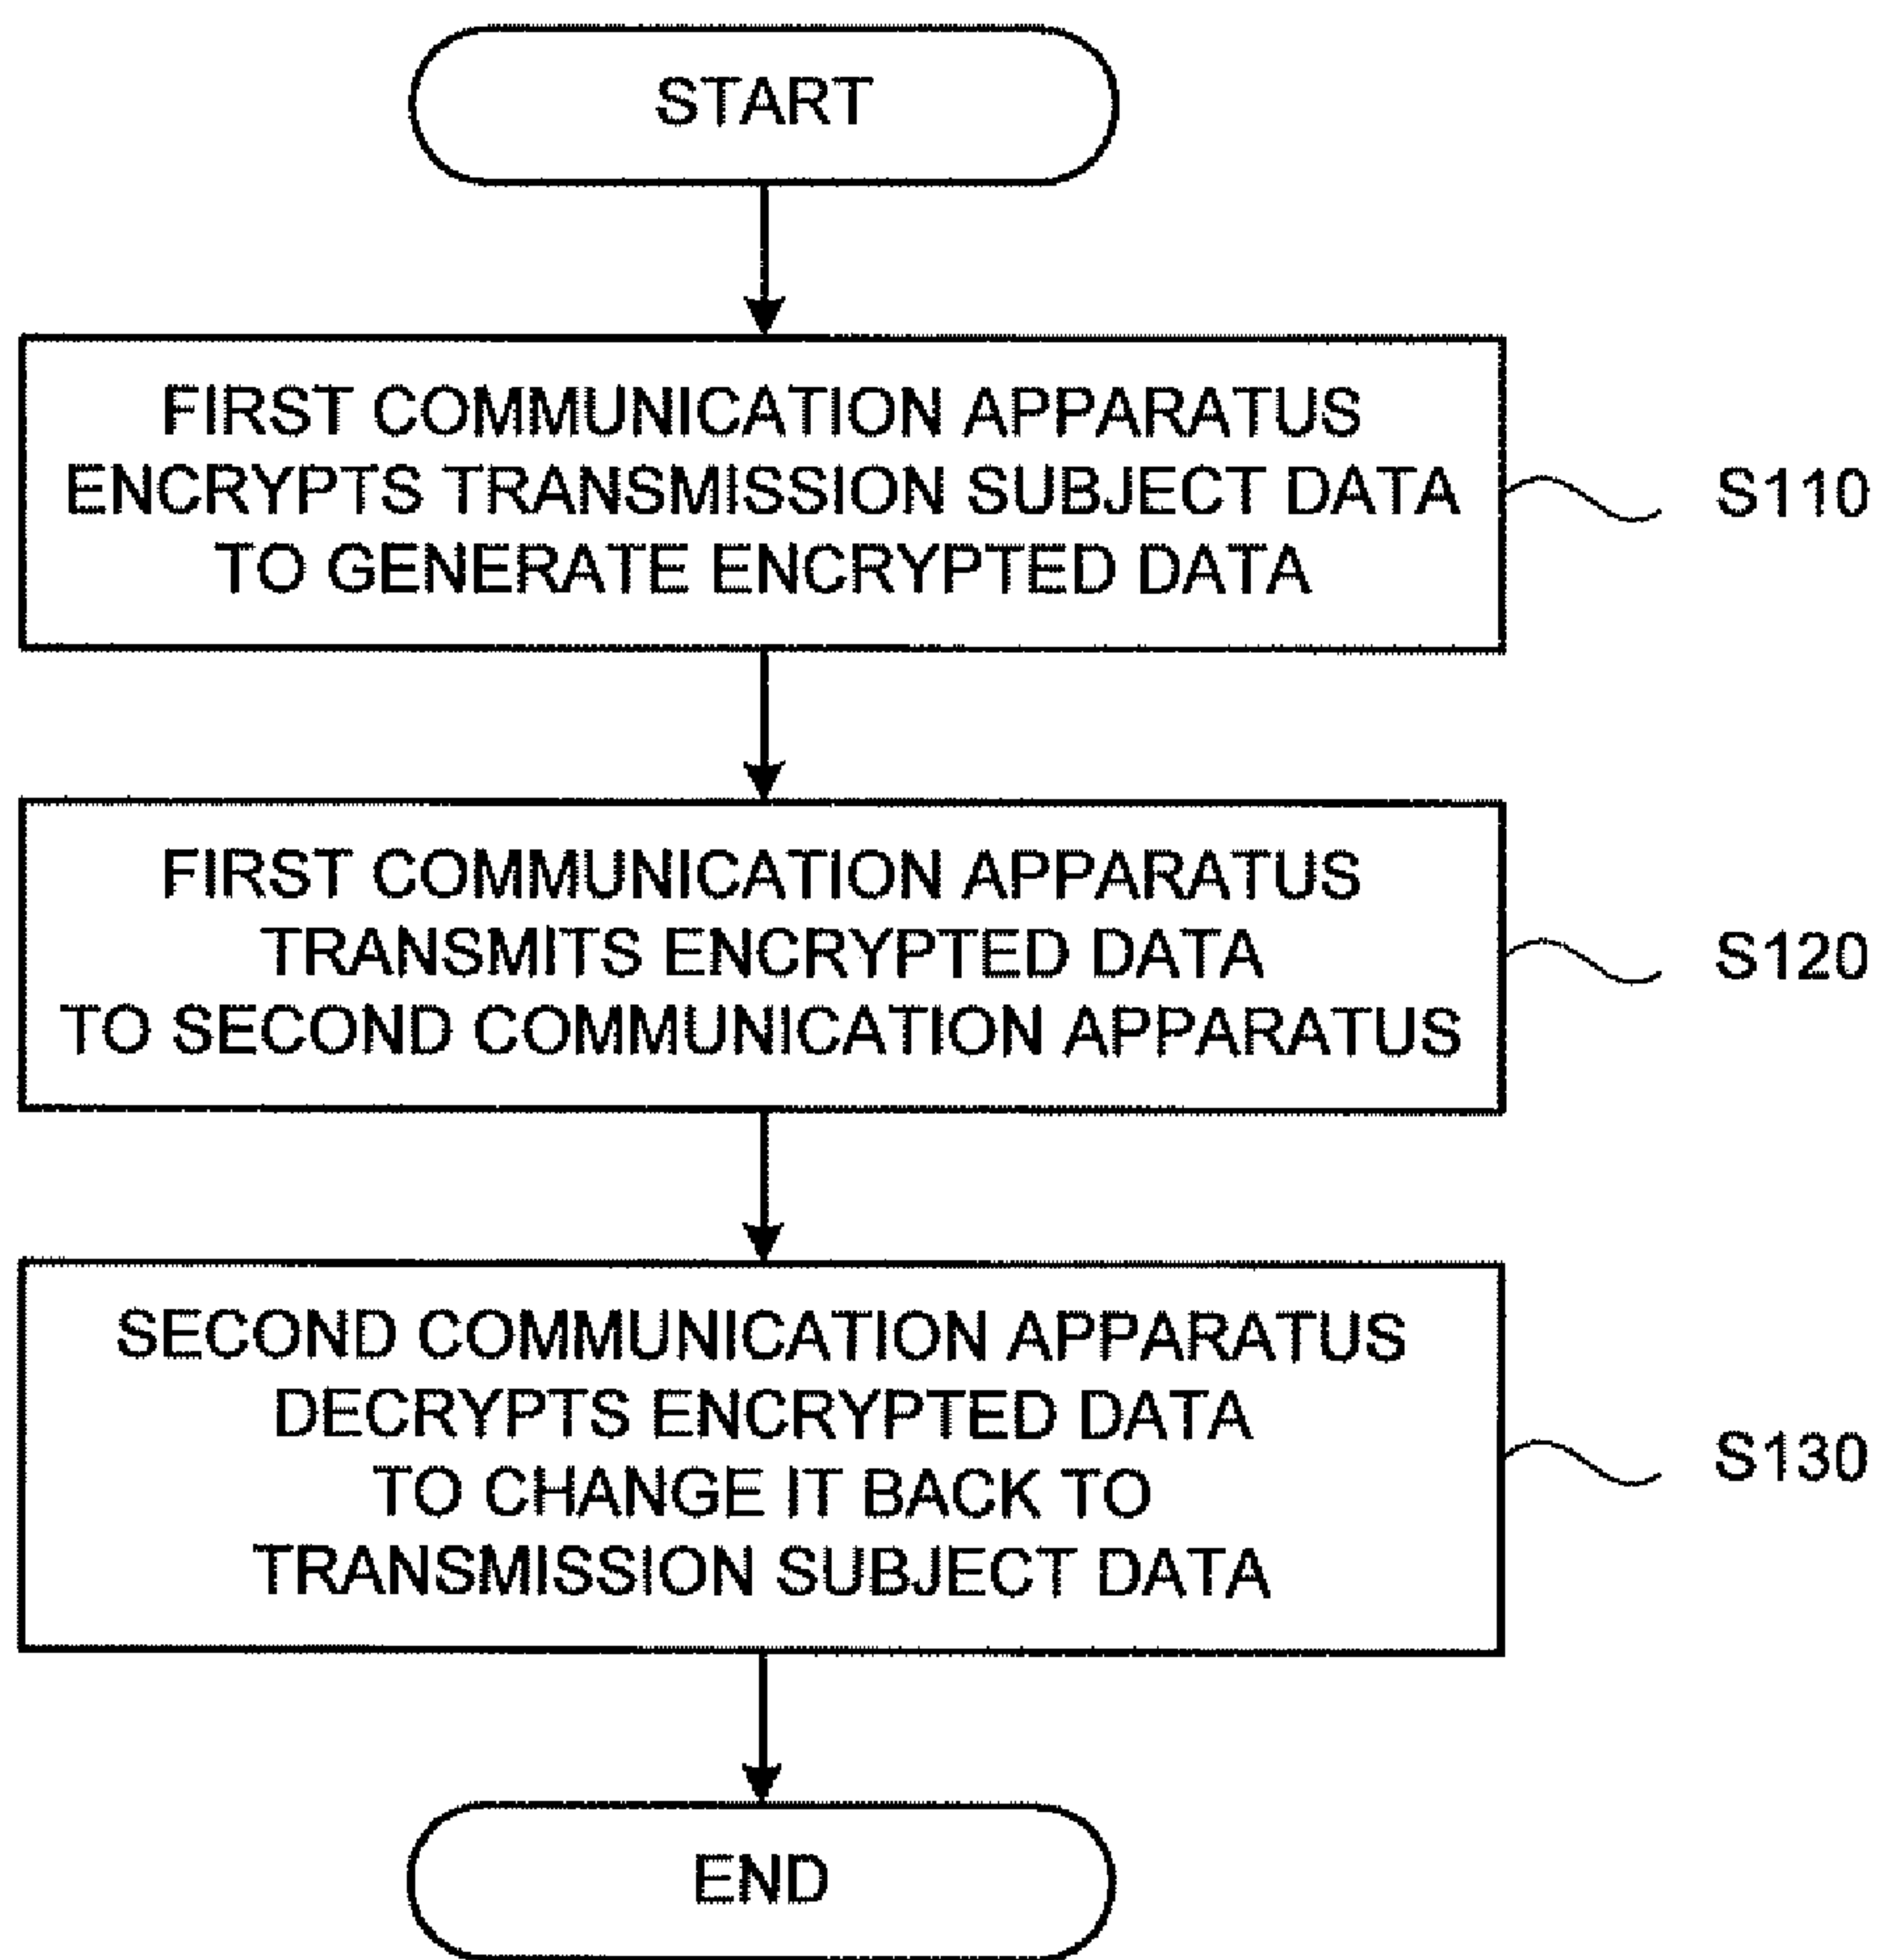 START
FIRST COMMUNICATION APPARATUS
ENCRYPTS TRANSMISSION SUBJECT DATA
TO GENERATE ENCRYPTED DATA
S110
FIRST COMMUNICATION APPARATUS
TRANSMITS ENCRYPTED DATA
TO SECOND COMMUNICATION APPARATUS
S120
SECOND COMMUNICATION APPARATUS
DECRYPTS ENCRYPTED DATA
TO CHANGE IT BACK TO
TRANSMISSION SUBJECT DATA
S130
END